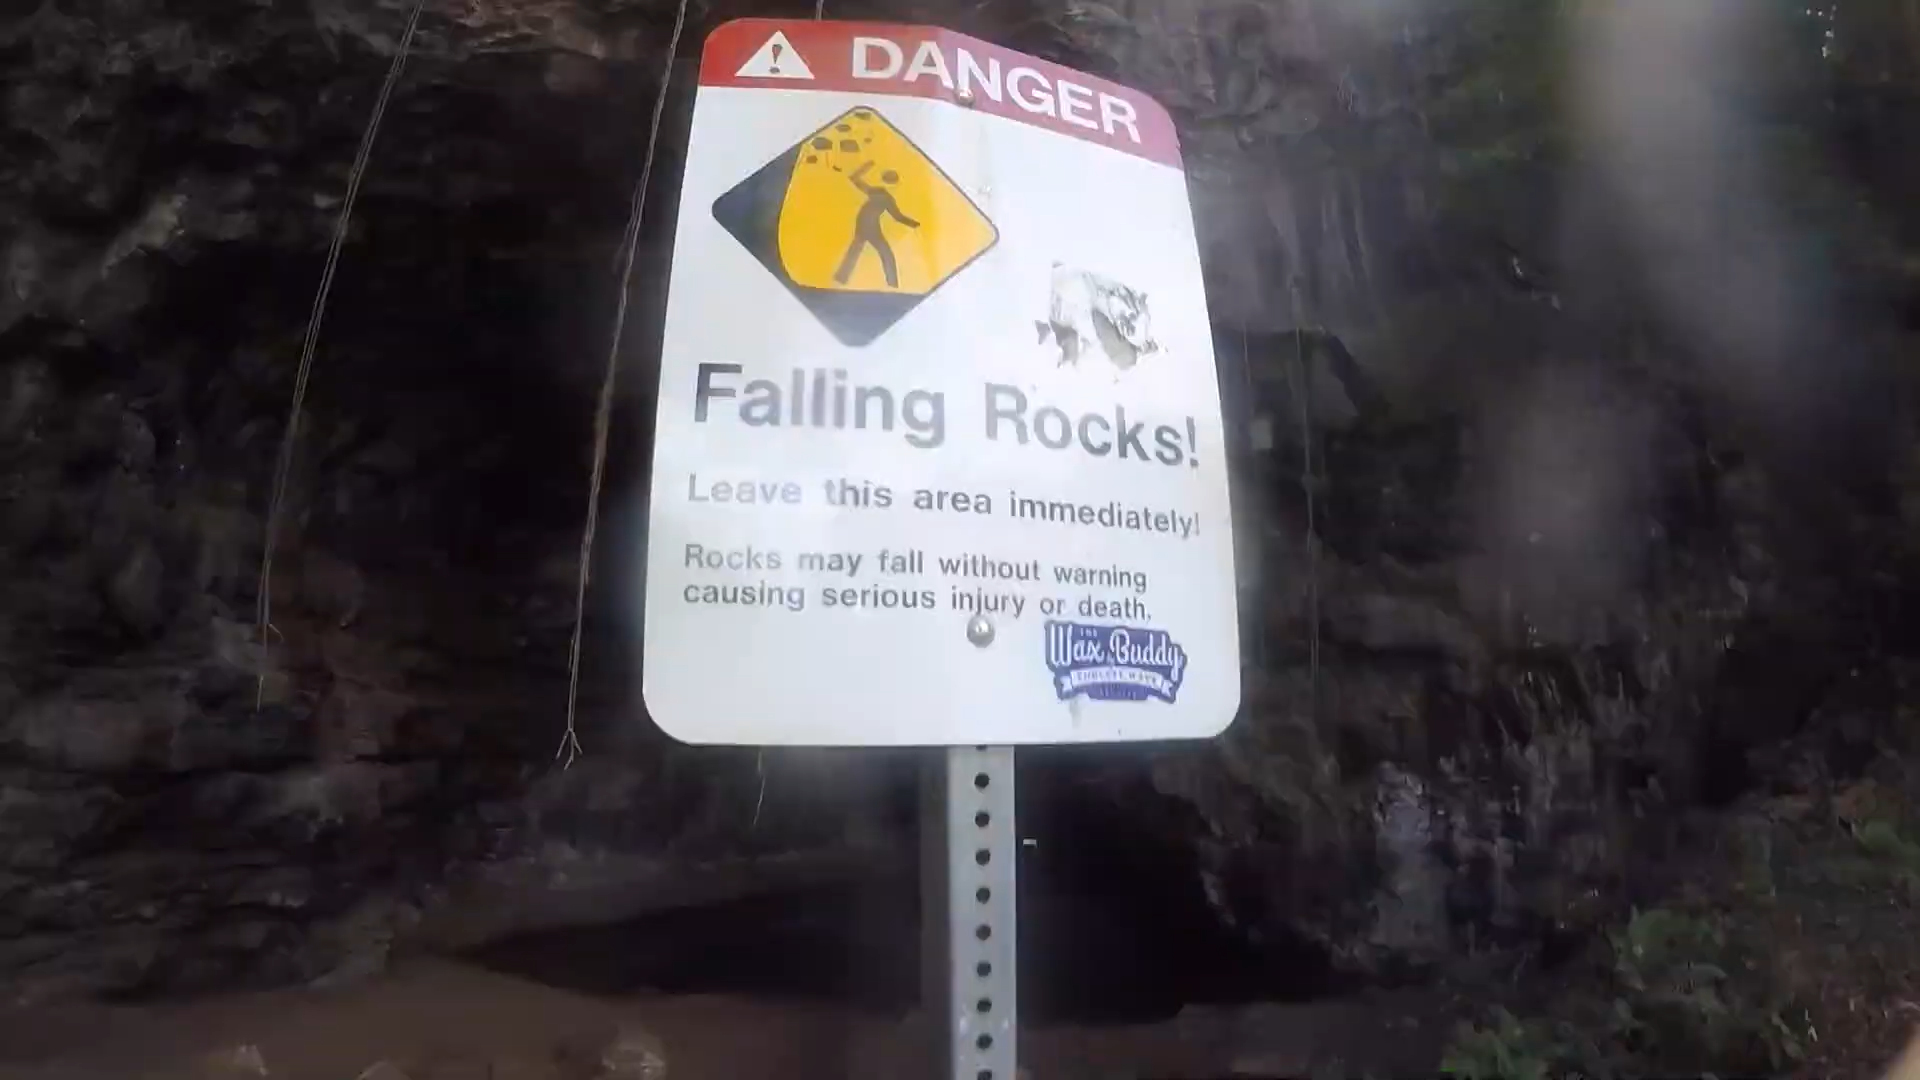 DANGER
Falling Rocks!
Leave this area immediately!
Rocks may fall without warning
causing serious injury or death.
THE
Wax Buddy